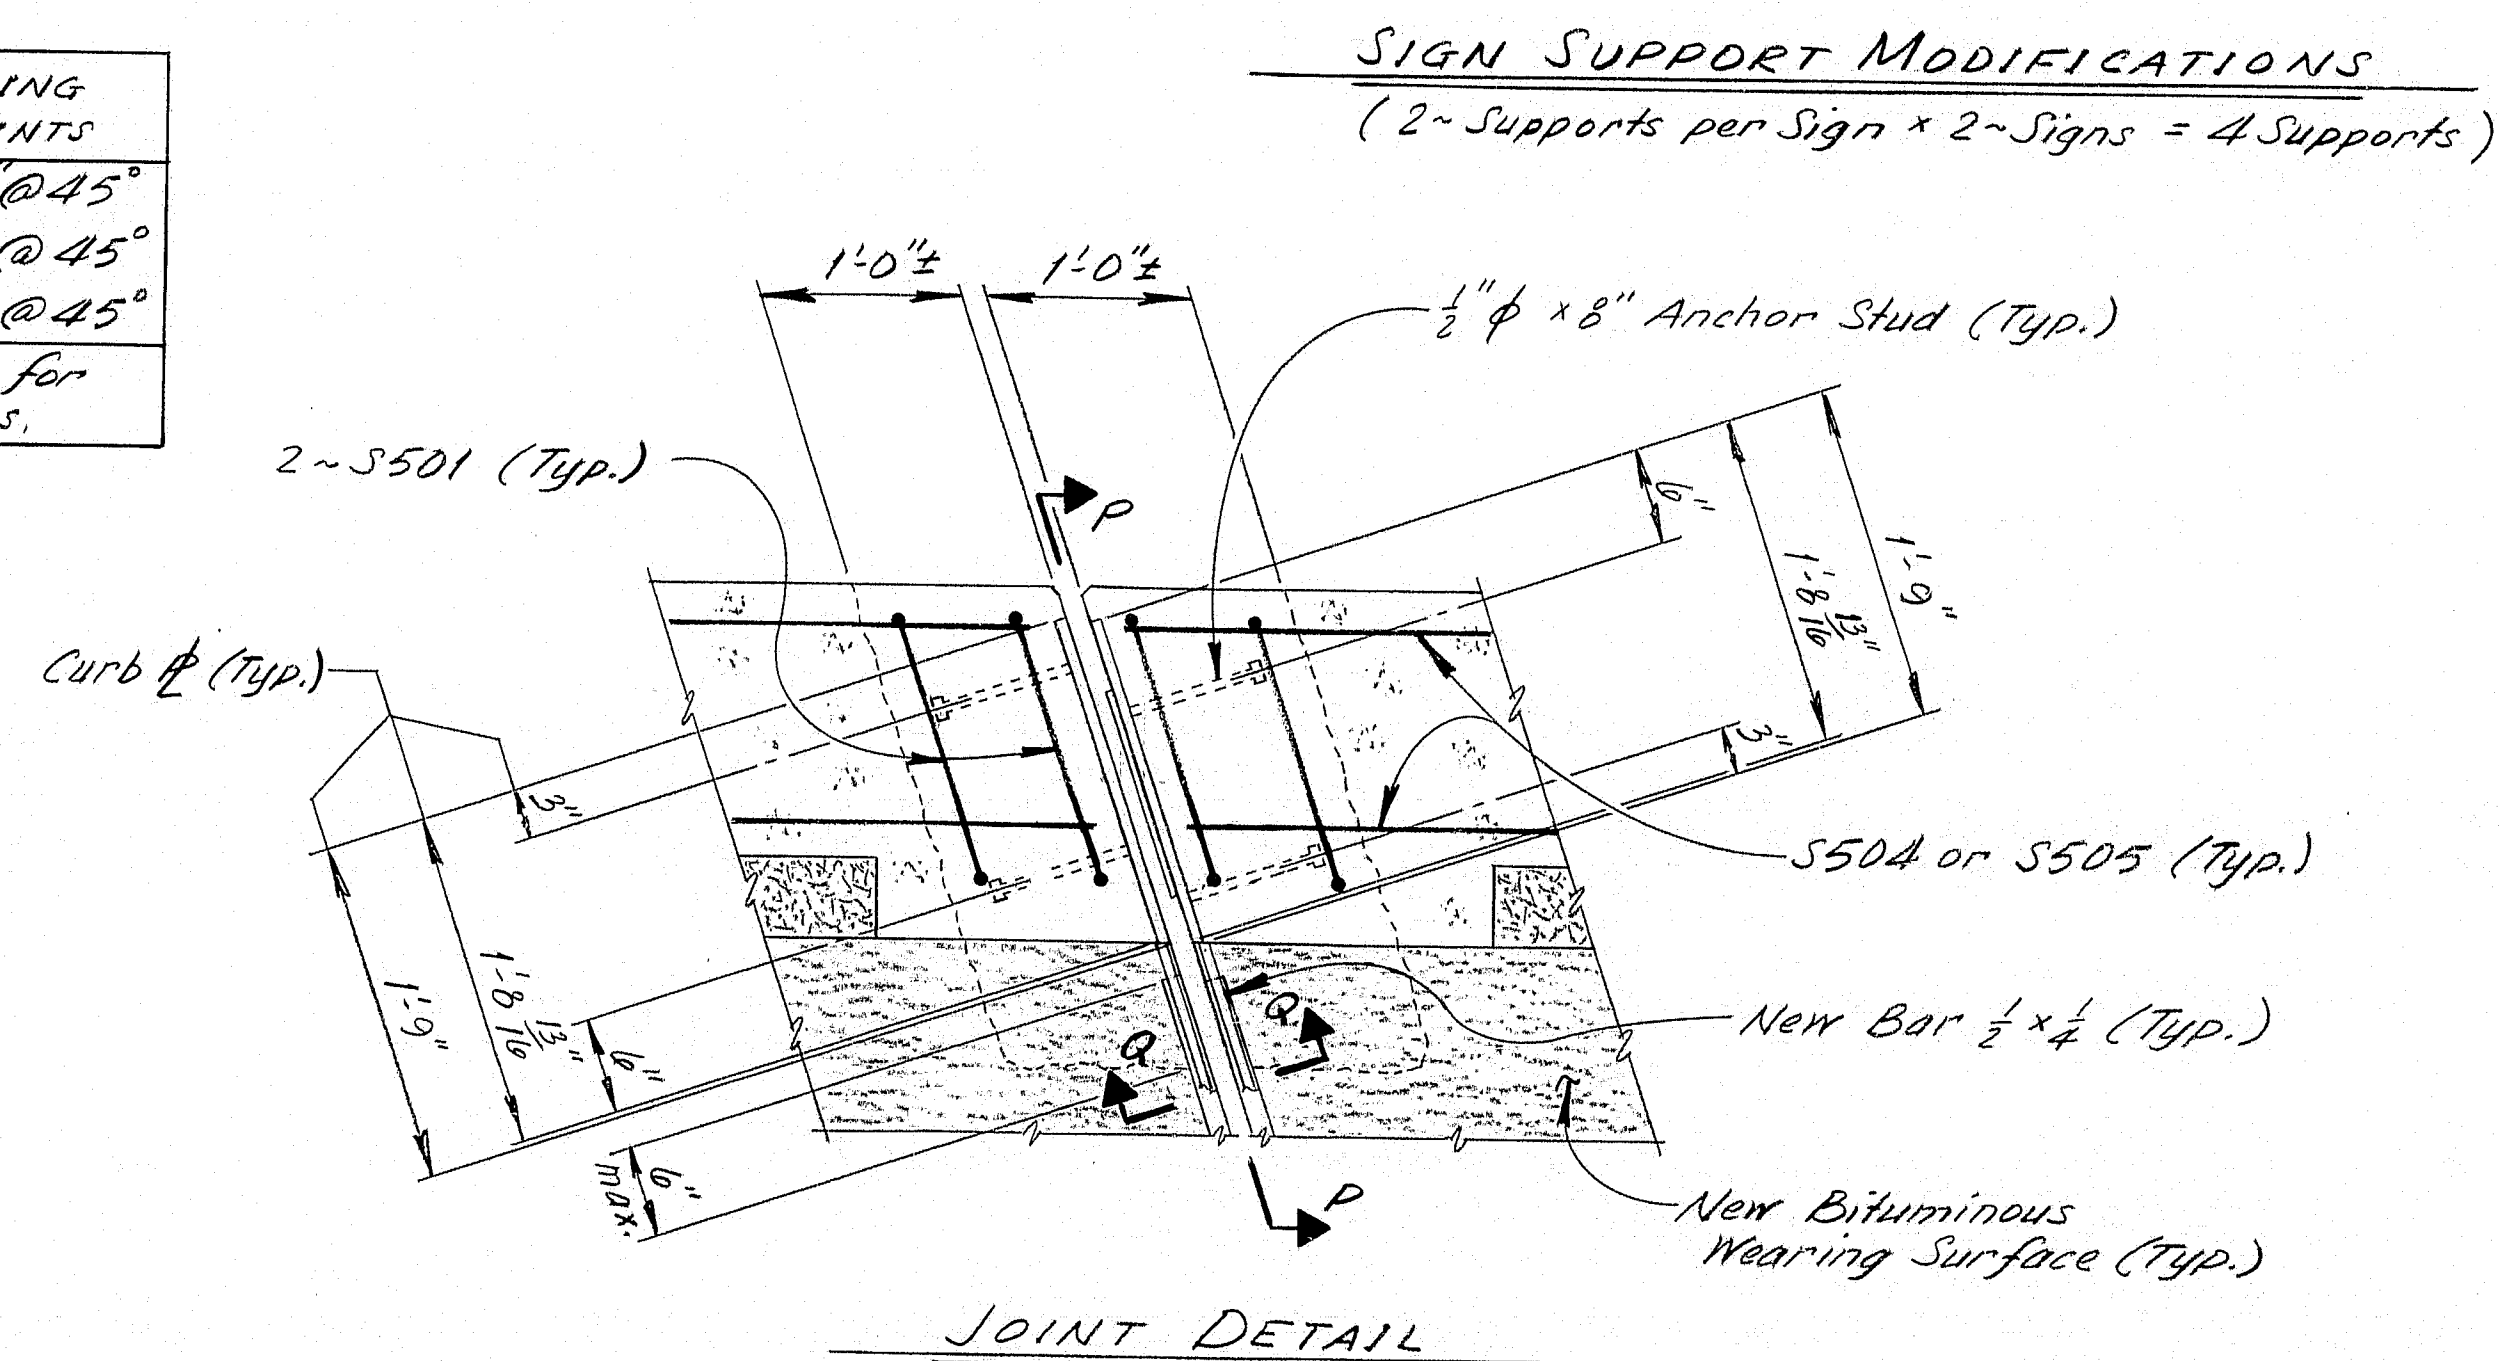 SIGN SUPPORT MODIFICATIONS
(2~Supports per Sign x 2~Signs = 4 Supports)
@45°
@45°
@45°
for
1'-0"±
1'-0"±
½"ϕ x 8" Anchor Stud (Typ.)
2~S501 (Typ.)
P
6"
1'-8 13/16"
1'-9"
Curb ⅊ (Typ.)
3"
3"
S504 or S505 (Typ.)
1'-9"
1'-8 13/16"
6"
Q
Q
New Bar ½ x ¼ (Typ.)
6"
max.
P
New Bituminous
Wearing Surface (Typ.)
JOINT DETAIL